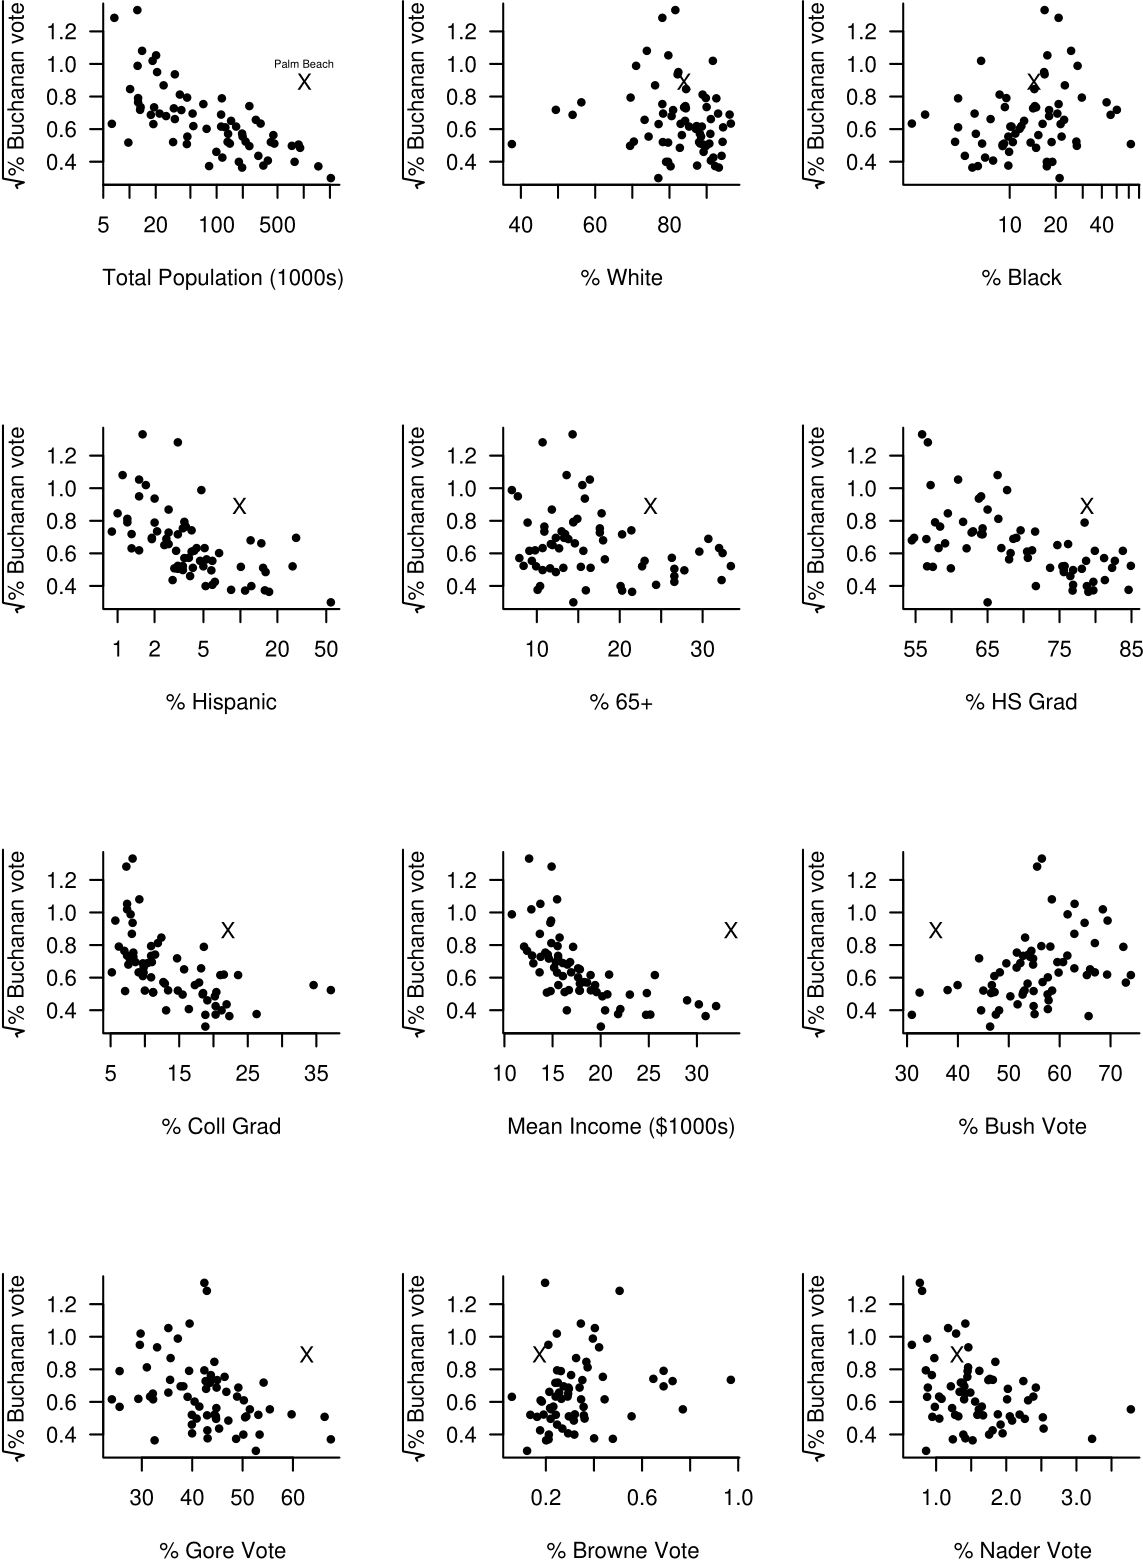 √% Buchanan vote
1.2
1.0
0.8
0.6
0.4
Palm Beach
X
5 20 100 500
Total Population (1000s)
√% Buchanan vote
1.2
1.0
0.8
0.6
0.4
X
40 60 80
% White
√% Buchanan vote
1.2
1.0
0.8
0.6
0.4
X
10 20 40
% Black
√% Buchanan vote
1.2
1.0
0.8
0.6
0.4
X
1 2 5 20 50
% Hispanic
√% Buchanan vote
1.2
1.0
0.8
0.6
0.4
X
10 20 30
% 65+
√% Buchanan vote
1.2
1.0
0.8
0.6
0.4
X
55 65 75 85
% HS Grad
√% Buchanan vote
1.2
1.0
0.8
0.6
0.4
X
5 15 25 35
% Coll Grad
√% Buchanan vote
1.2
1.0
0.8
0.6
0.4
X
10 15 20 25 30
Mean Income ($1000s)
√% Buchanan vote
1.2
1.0
0.8
0.6
0.4
X
30 40 50 60 70
% Bush Vote
√% Buchanan vote
1.2
1.0
0.8
0.6
0.4
X
30 40 50 60
% Gore Vote
√% Buchanan vote
1.2
1.0
0.8
0.6
0.4
X
0.2 0.6 1.0
% Browne Vote
√% Buchanan vote
1.2
1.0
0.8
0.6
0.4
X
1.0 2.0 3.0
% Nader Vote